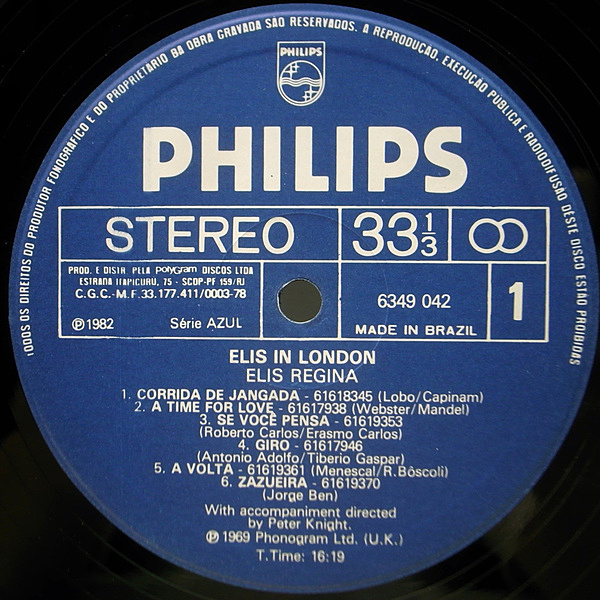 TODOS OS DIREITOS DO PRODUTOR FONOGRÁFICO E DO PROPRIETÁRIO DA OBRA GRAVADA SÃO RESERVADOS. A REPRODUÇÃO, EXECUÇÃO PÚBLICA E RADIODIFUSÃO DESTE DISCO ESTÃO PROIBIDAS
PHILIPS
PHILIPS
STEREO 33 1/3
PROD. E DISTR. PELA polyGram DISCOS LTDA
ESTRADA ITAPICURU, 75 - SCDP-PF 159/RJ
C.G.C.-M.F. 33.177.411/0003-78
6349 042
1
Ⓟ1982 Série AZUL
MADE IN BRAZIL
ELIS IN LONDON
ELIS REGINA
1. CORRIDA DE JANGADA - 61618345 (Lobo/Capinam)
2. A TIME FOR LOVE - 61617938 (Webster/Mandel)
3. SE VOCÊ PENSA - 61619353
(Roberto Carlos/Erasmo Carlos)
4. GIRO - 61617946
(Antonio Adolfo/Tiberio Gaspar)
5. A VOLTA - 61619361 (Menescal/R.Bôscoli)
6. ZAZUEIRA - 61619370
(Jorge Ben)
With accompaniment directed
by Peter Knight.
Ⓟ 1969 Phonogram Ltd. (U.K.)
T.Time: 16:19